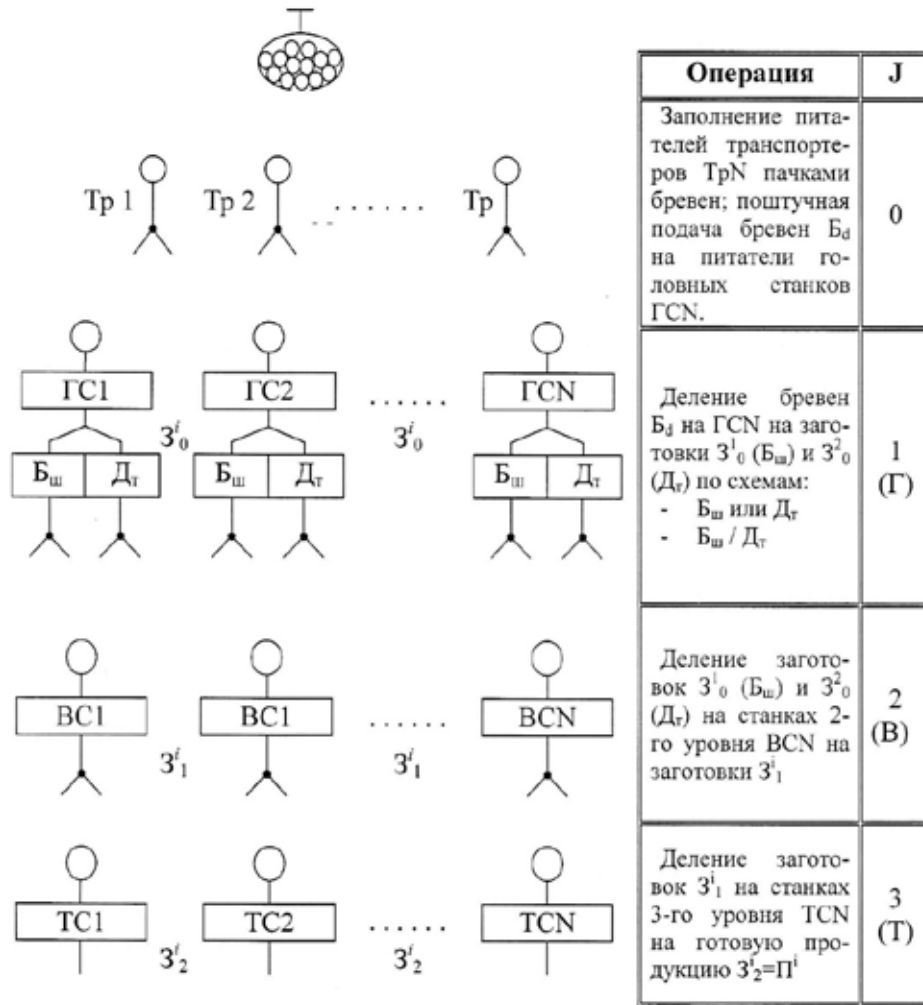 Операция J
Заполнение пита-
телей транспорте-
ров ТрN пачками
бревен; поштучная
подача бревен Б_d
на питатели го-
ловных станков
ГСN.
0
Тр 1 Тр 2 ...... Тр
ГС1 ГС2 ...... ГСN
З^i_0 З^i_0
Б_ш Д_т Б_ш Д_т Б_ш Д_т
Деление бревен
Б_d на ГСN на заго-
товки З^1_0 (Б_ш) и З^2_0
(Д_т) по схемам:
- Б_ш или Д_т
- Б_ш / Д_т
1
(Г)
ВС1 ВС1 ...... ВСN
З^i_1 З^i_1
Деление загото-
вок З^1_0 (Б_ш) и З^2_0
(Д_т) на станках 2-
го уровня ВСN на
заготовки З^i_1
2
(В)
ТС1 ТС2 ...... ТСN
З^i_2 З^i_2
Деление загото-
вок З^i_1 на станках
3-го уровня ТСN
на готовую про-
дукцию З^i_2=П^i
3
(Т)